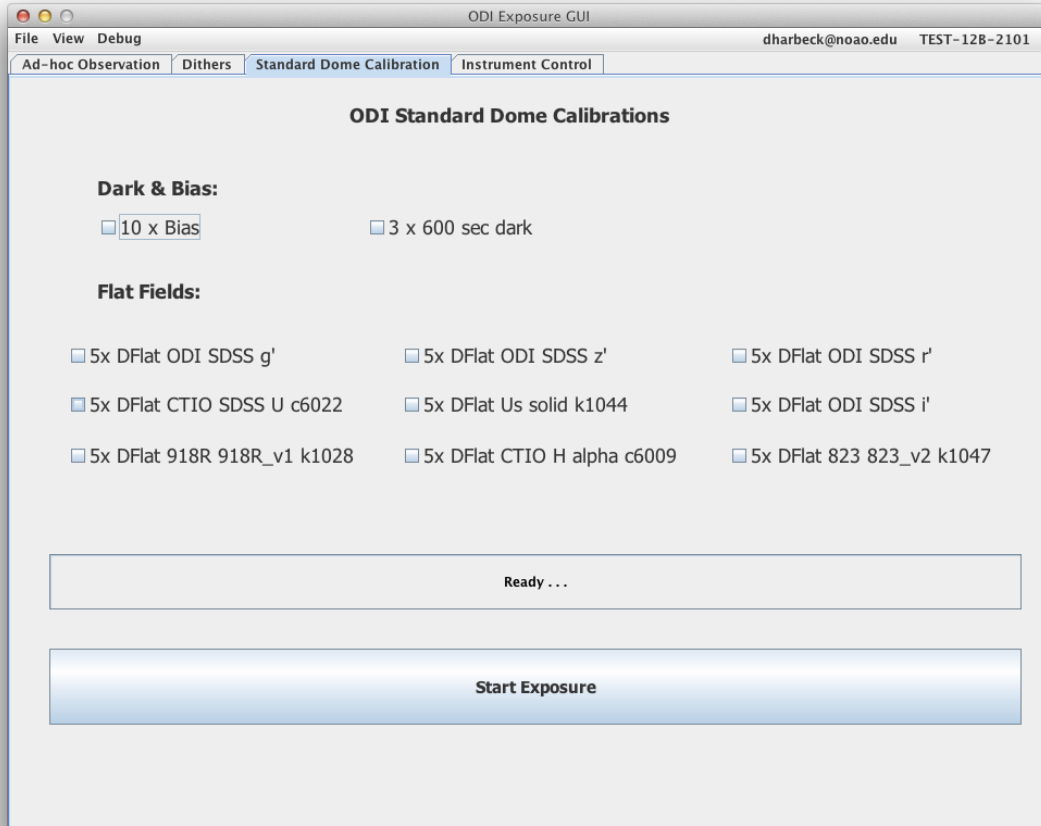 ODI Exposure GUI
File View Debug dharbeck@noao.edu TEST-12B-2101
Ad-hoc Observation Dithers Standard Dome Calibration Instrument Control
ODI Standard Dome Calibrations
Dark & Bias:
10 x Bias 3 x 600 sec dark
Flat Fields:
5x DFlat ODI SDSS g' 5x DFlat ODI SDSS z' 5x DFlat ODI SDSS r'
5x DFlat CTIO SDSS U c6022 5x DFlat Us solid k1044 5x DFlat ODI SDSS i'
5x DFlat 918R 918R_v1 k1028 5x DFlat CTIO H alpha c6009 5x DFlat 823 823_v2 k1047
Ready . . .
Start Exposure